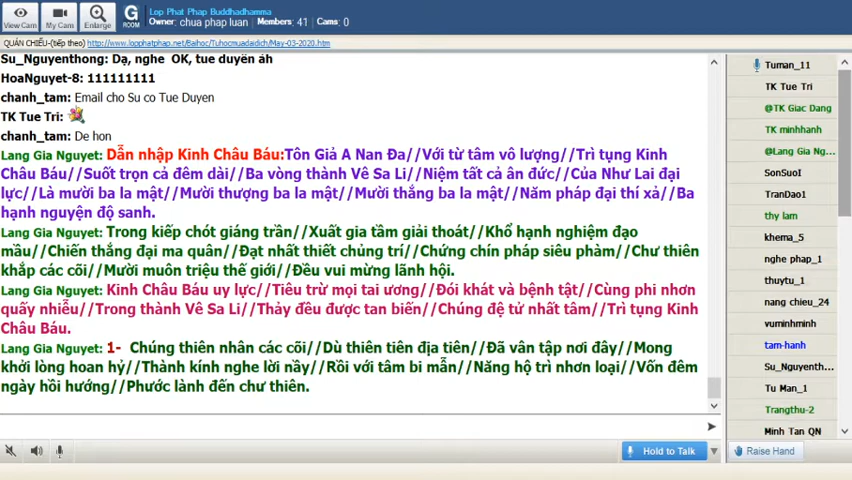 Lop Phat Phap Buddhadhamma
Owner: chua phap luan Members: 41 Cams: 0
View Cam
My Cam
Enlarge
G
ROOM
QUÁN CHIẾU-(tiếp theo) http://www.lopphatphap.net/Baihoc/Tuhocmuadaidich/May-03-2020.htm
Su_Nguyenthong: Dạ, nghe OK, tue duyên àh
HoaNguyet-8: 111111111
chanh_tam: Email cho Su co Tue Duyen
TK Tue Tri:
chanh_tam: De hon
Lang Gia Nguyet: Dẫn nhập Kinh Châu Báu:Tôn Giả A Nan Đa//Với từ tâm vô lượng//Trì tụng Kinh
Châu Báu//Suốt trọn cả đêm dài//Ba vòng thành Vê Sa Li//Niệm tất cả ân đức//Của Như Lai đại
lực//Là mười ba la mật//Mười thượng ba la mật//Mười thắng ba la mật//Năm pháp đại thí xả//Ba
hạnh nguyện độ sanh.
Lang Gia Nguyet: Trong kiếp chót giáng trần//Xuất gia tầm giải thoát//Khổ hạnh nghiệm đạo
mầu//Chiến thắng đại ma quân//Đạt nhất thiết chủng trí//Chứng chín pháp siêu phàm//Chư thiên
khắp các cõi//Mười muôn triệu thế giới//Đều vui mừng lãnh hội.
Lang Gia Nguyet: Kinh Châu Báu uy lực//Tiêu trừ mọi tai ương//Đói khát và bệnh tật//Cùng phi nhơn
quấy nhiễu//Trong thành Vê Sa Li//Thảy đều được tan biến//Chúng đệ tử nhất tâm//Trì tụng Kinh
Châu Báu.
Lang Gia Nguyet: 1- Chúng thiên nhân các cõi//Dù thiên tiên địa tiên//Đã vân tập nơi đây//Mong
khởi lòng hoan hỷ//Thành kính nghe lời nầy//Rồi với tâm bi mẫn//Năng hộ trì nhơn loại//Vốn đêm
ngày hồi hướng//Phước lành đến chư thiên.
Tuman_11
TK Tue Tri
@TK Giac Dang
TK minhhanh
@Lang Gia Ng...
SonSuoI
TranDao1
thy lam
khema_5
nghe phap_1
thuytu_1
nang chieu_24
vuminhminh
tam-hanh
Su_Nguyenth...
Tu Man_1
Trangthu-2
Minh Tan QN
Hold to Talk
Raise Hand